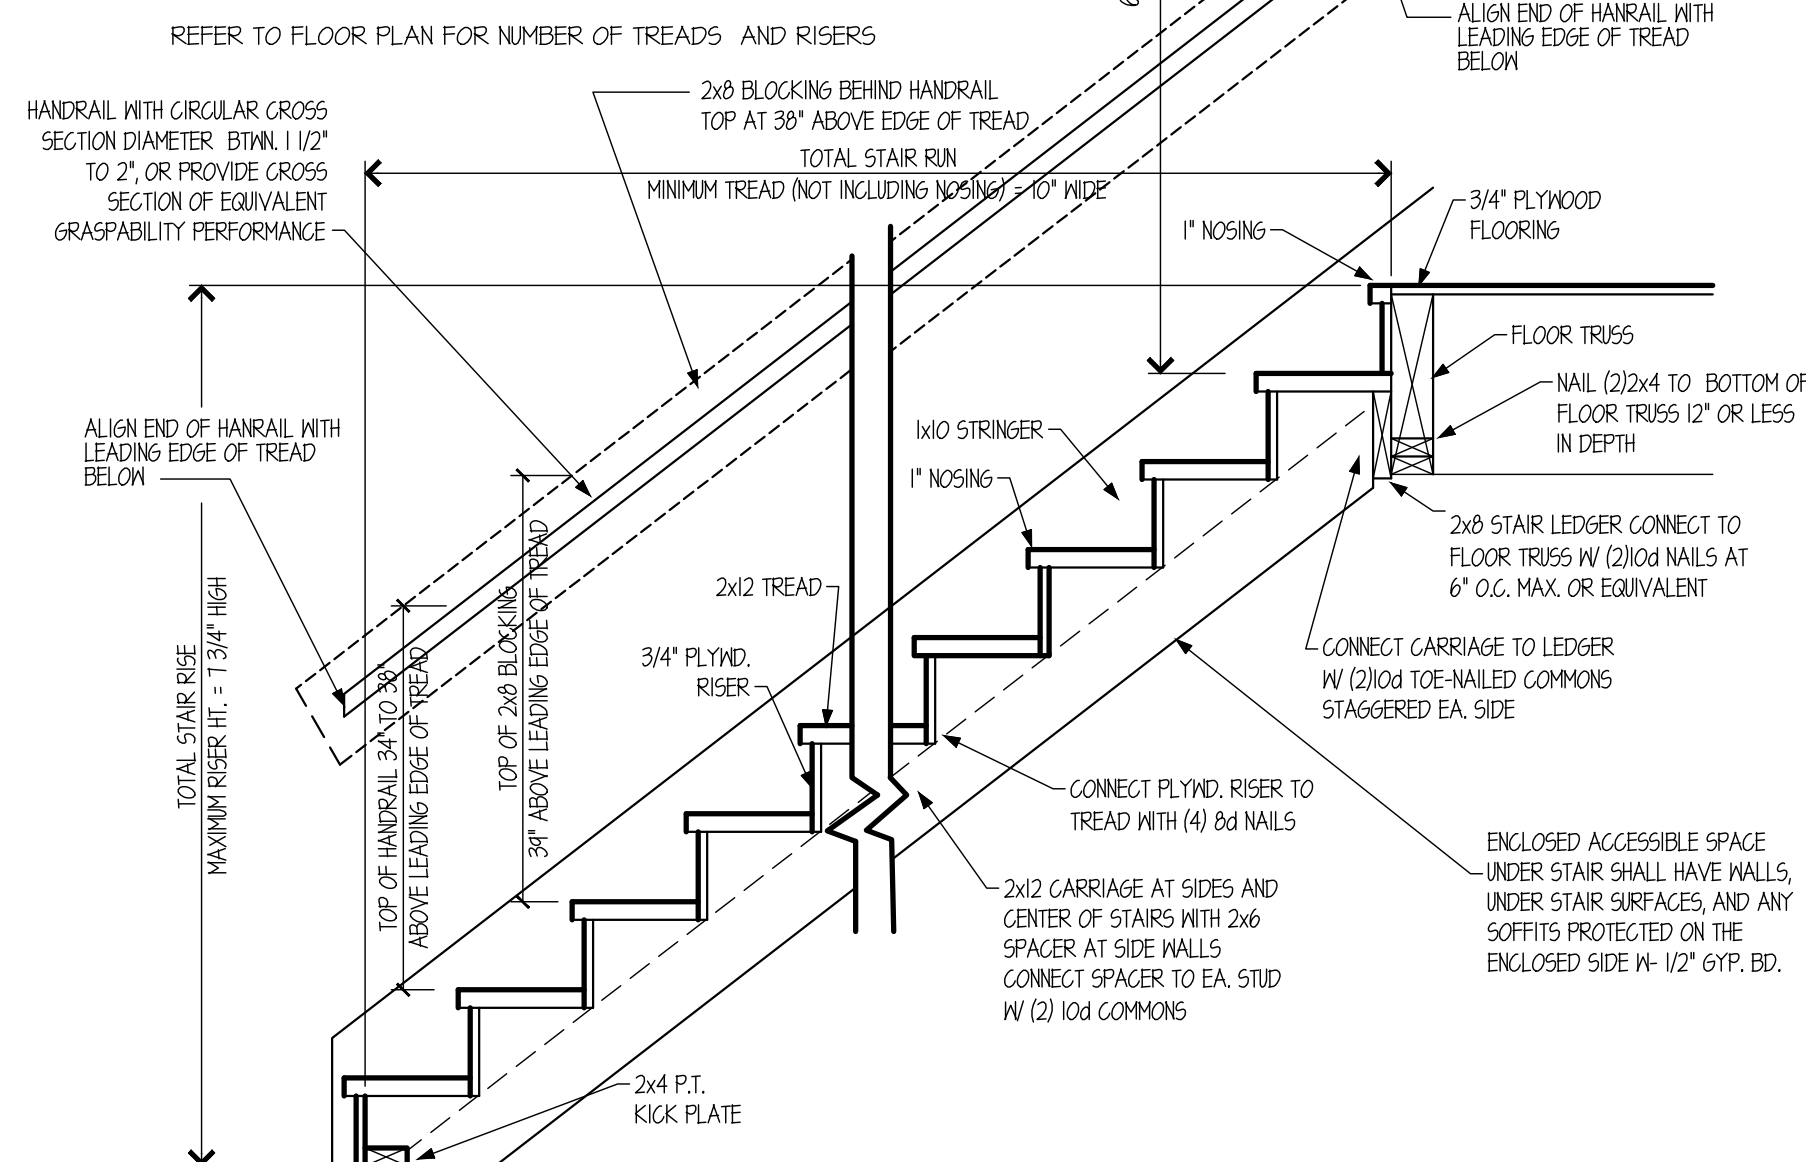 REFER TO FLOOR PLAN FOR NUMBER OF TREADS AND RISERS
ALIGN END OF HANRAIL WITH
LEADING EDGE OF TREAD
BELOW
2x8 BLOCKING BEHIND HANDRAIL
TOP AT 38" ABOVE EDGE OF TREAD
HANDRAIL WITH CIRCULAR CROSS
SECTION DIAMETER BTWN. 1 1/2"
TO 2", OR PROVIDE CROSS
SECTION OF EQUIVALENT
GRASPABILITY PERFORMANCE
TOTAL STAIR RUN
MINIMUM TREAD (NOT INCLUDING NOSING) = 10" WIDE
1" NOSING
3/4" PLYWOOD
FLOORING
FLOOR TRUSS
NAIL (2)2x4 TO BOTTOM OF
FLOOR TRUSS 12" OR LESS
IN DEPTH
ALIGN END OF HANRAIL WITH
LEADING EDGE OF TREAD
BELOW
1x10 STRINGER
1" NOSING
2x8 STAIR LEDGER CONNECT TO
FLOOR TRUSS W/ (2)10d NAILS AT
6" O.C. MAX. OR EQUIVALENT
2x12 TREAD
3/4" PLYWD.
RISER
CONNECT CARRIAGE TO LEDGER
W/ (2)10d TOE-NAILED COMMONS
STAGGERED EA. SIDE
TOTAL STAIR RISE
MAXIMUM RISER HT. = 7 3/4" HIGH
TOP OF HANDRAIL 34" TO 38"
ABOVE LEADING EDGE OF TREAD
TOP OF 2x8 BLOCKING
39" ABOVE LEADING EDGE OF TREAD
CONNECT PLYWD. RISER TO
TREAD WITH (4) 8d NAILS
ENCLOSED ACCESSIBLE SPACE
UNDER STAIR SHALL HAVE WALLS,
UNDER STAIR SURFACES, AND ANY
SOFFITS PROTECTED ON THE
ENCLOSED SIDE W- 1/2" GYP. BD.
2x12 CARRIAGE AT SIDES AND
CENTER OF STAIRS WITH 2x6
SPACER AT SIDE WALLS
CONNECT SPACER TO EA. STUD
W/ (2) 10d COMMONS
2x4 P.T.
KICK PLATE